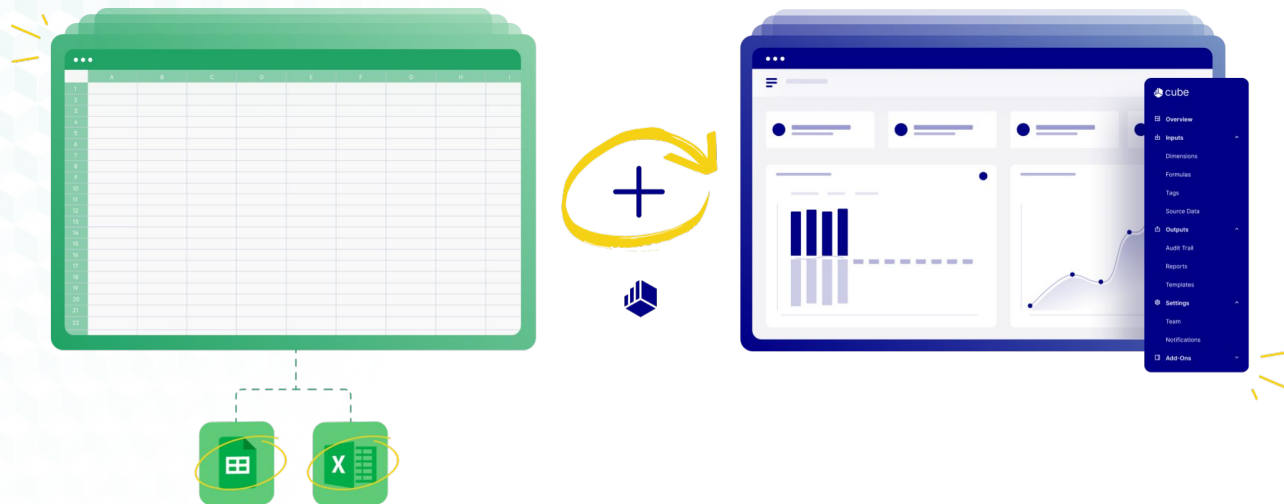 A B C D E F G H I
1
2
3
4
5
6
7
8
9
10
11
12
13
14
15
16
17
18
19
20
21
22
X
cube
Overview
Inputs
Dimensions
Formulas
Tags
Source Data
Outputs
Audit Trail
Reports
Templates
Settings
Team
Notifications
Add-Ons